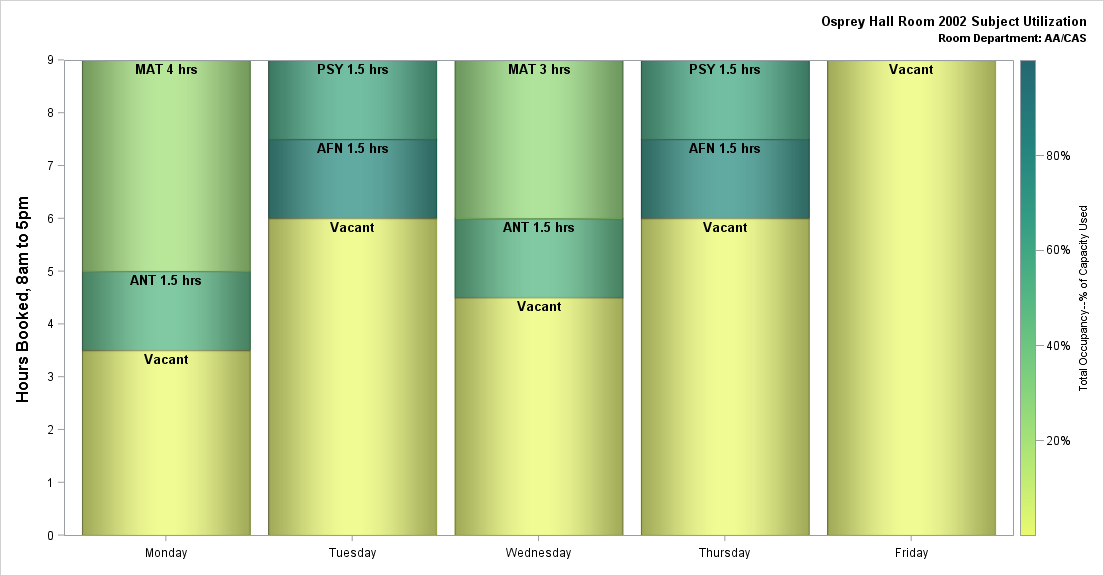 Osprey Hall Room 2002 Subject Utilization
Room Department: AA/CAS
Hours Booked, 8am to 5pm
9
8
7
6
5
4
3
2
1
0
MAT 4 hrs
ANT 1.5 hrs
Vacant
PSY 1.5 hrs
AFN 1.5 hrs
Vacant
MAT 3 hrs
ANT 1.5 hrs
Vacant
PSY 1.5 hrs
AFN 1.5 hrs
Vacant
Vacant
Monday
Tuesday
Wednesday
Thursday
Friday
80%
60%
40%
20%
Total Occupancy--% of Capacity Used